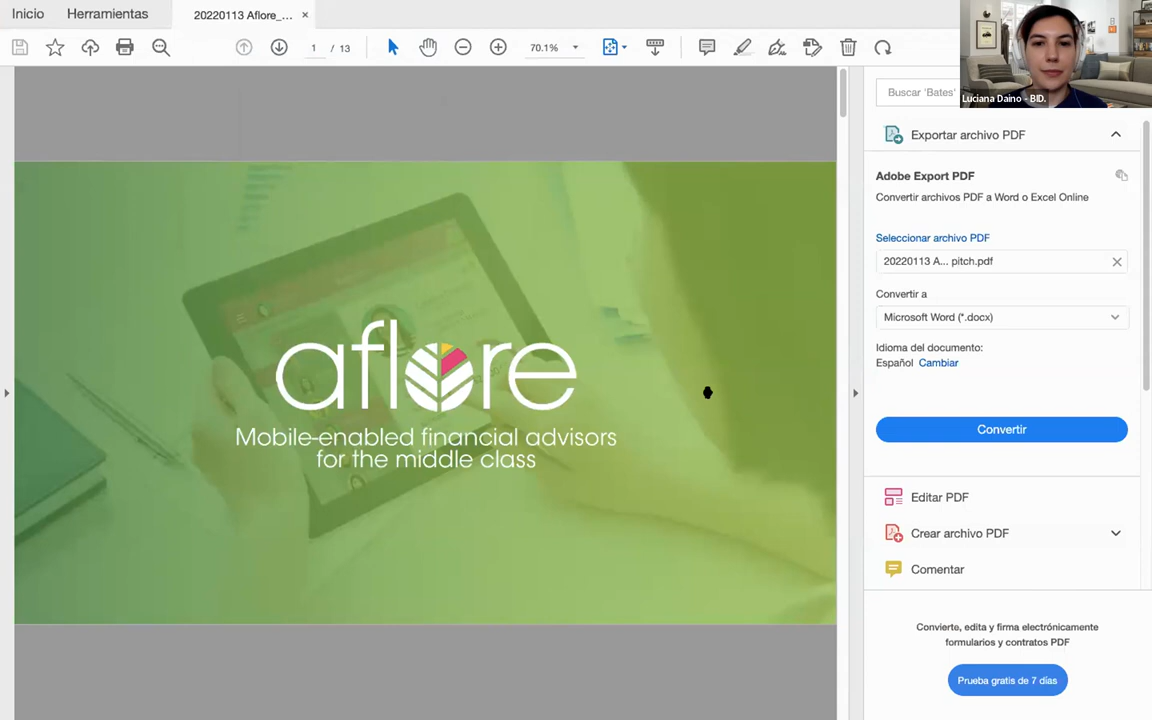 Inicio
Herramientas
20220113 Aflore_...
1 / 13
70.1%
Luciana Daino - BID.
Buscar 'Bates'
Exportar archivo PDF
Adobe Export PDF
Convertir archivos PDF a Word o Excel Online
Seleccionar archivo PDF
20220113 A... pitch.pdf
Convertir a
Microsoft Word (*.docx)
Idioma del documento:
Español Cambiar
Convertir
Editar PDF
Crear archivo PDF
Comentar
Convierte, edita y firma electrónicamente
formularios y contratos PDF
Prueba gratis de 7 días
aflore
Mobile-enabled financial advisors
for the middle class